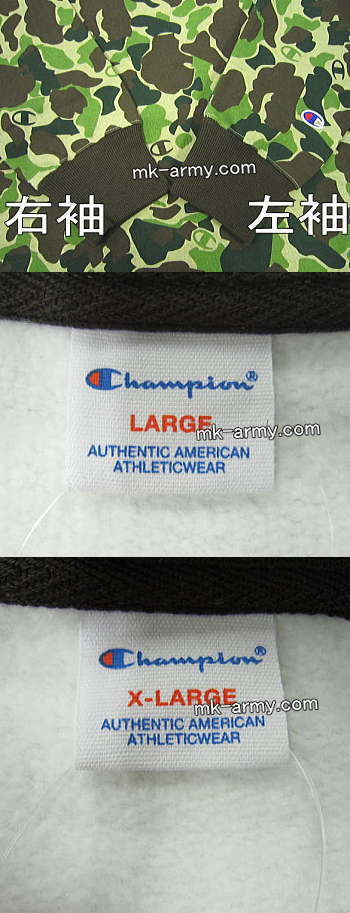 mk-army.com
右袖
左袖
Champion®
LARGE
mk-army.com
AUTHENTIC AMERICAN
ATHLETICWEAR
Champion®
X-LARGE
mk-army.com
AUTHENTIC AMERICAN
ATHLETICWEAR